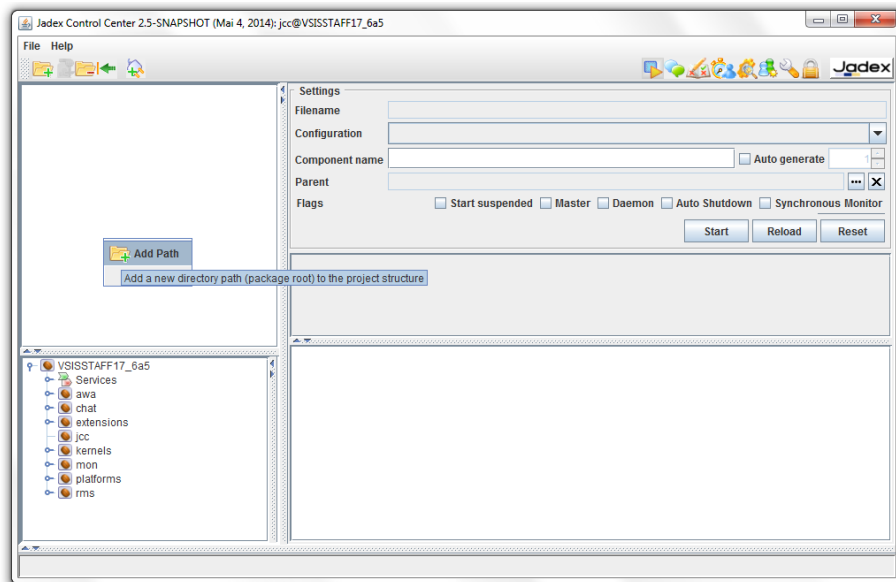 Jadex Control Center 2.5-SNAPSHOT (Mai 4, 2014): jcc@VSISSTAFF17_6a5
File Help
Jadex
Settings
Filename
Configuration
Component name Auto generate 1
Parent ... X
Flags Start suspended Master Daemon Auto Shutdown Synchronous Monitor
Start Reload Reset
Add Path
Add a new directory path (package root) to the project structure
VSISSTAFF17_6a5
Services
awa
chat
extensions
jcc
kernels
mon
platforms
rms